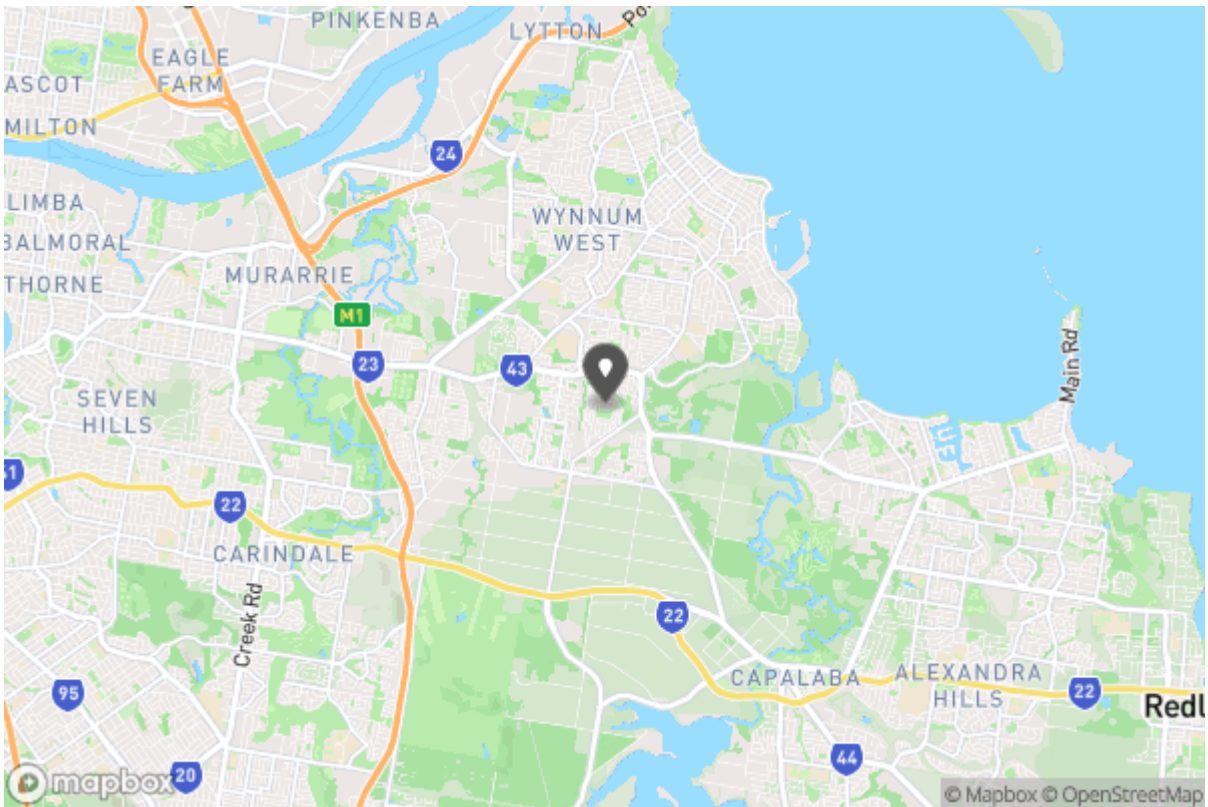 PINKENBA
LYTTON
Po
EAGLE
FARM
ASCOT
MILTON
24
LIMBA
BALMORAL
THORNE
WYNNUM
WEST
MURARRIE
M1
23
43
Main Rd
SEVEN
HILLS
22
CARINDALE
Creek Rd
22
CAPALABA
ALEXANDRA
HILLS
22
Redl
95
20
44
mapbox
© Mapbox © OpenStreetMap